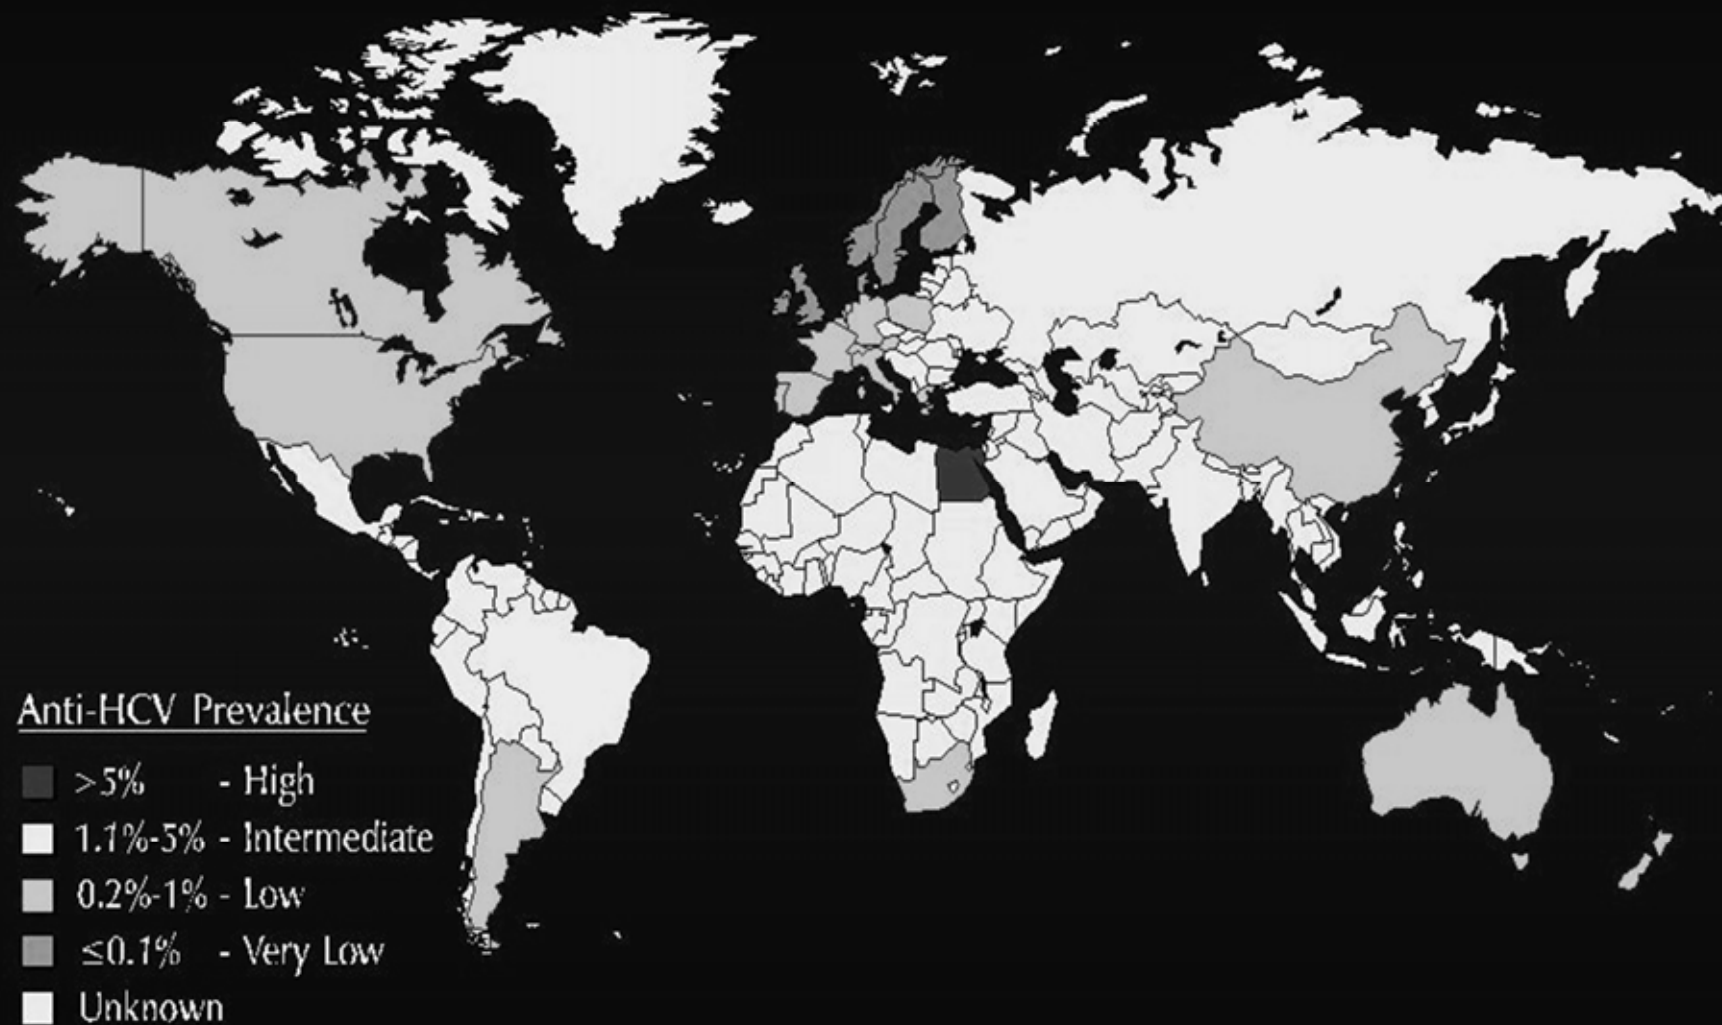 Anti-HCV Prevalence
>5% - High
1.1%-5% - Intermediate
0.2%-1% - Low
≤0.1% - Very Low
Unknown